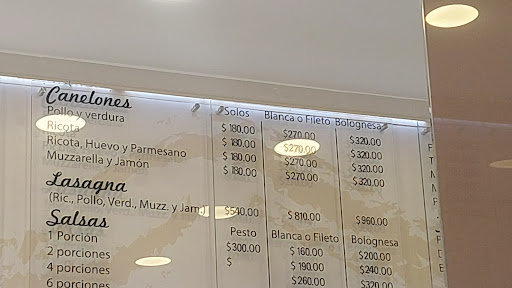 Canelones Solos Blanca o Fileto Bolognesa
Pollo y verdura $ 180.00 $270.00 $320.00
Ricota $ 180.00 $270.00 $320.00
Ricota, Huevo y Parmesano $ 180.00 $270.00 $320.00
Muzzarella y Jamón $ 180.00 $270.00 $320.00
Lasagna
(Ric., Pollo, Verd., Muzz. y Jam.) $540.00 $ 810.00 $960.00
Salsas Pesto Blanca o Fileto Bolognesa
1 Porción $300.00 $ 160.00 $200.00
2 porciones $ $ 190.00 $240.00
4 porciones $260.00 $320.00
6 porciones